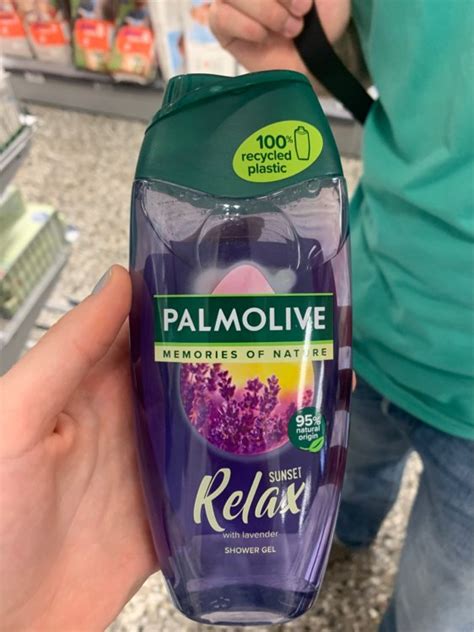 100%
recycled
plastic
PALMOLIVE
MEMORIES OF NATURE
95%
natural
origin
SUNSET
Relax
with lavender
SHOWER GEL